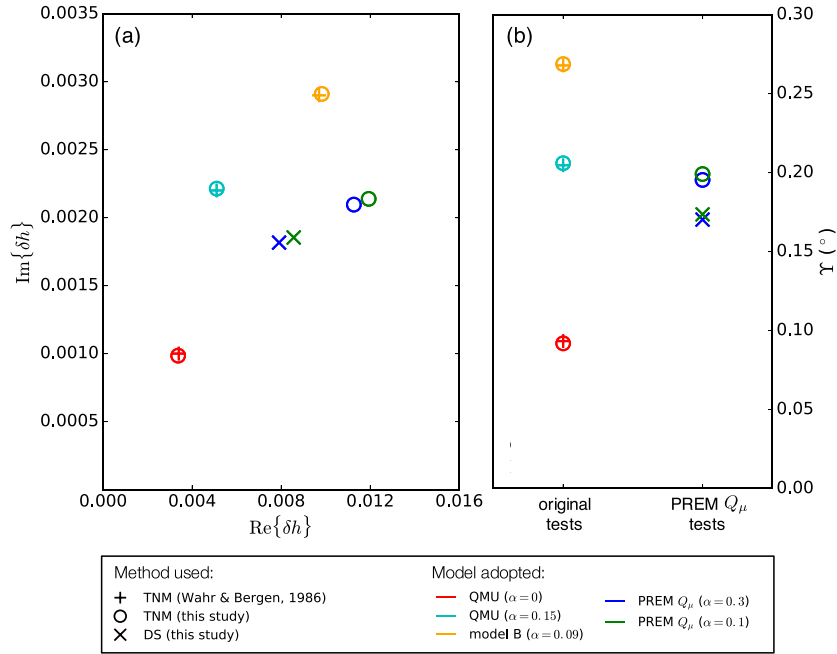 (a)
0.0035
0.0030
0.0025
0.0020
0.0015
0.0010
0.0005
Im{δh}
0.000
0.004
0.008
0.012
0.016
Re{δh}
(b)
0.30
0.25
0.20
0.15
0.10
0.05
0.00
ϒ (°)
original
tests
PREM Qμ
tests
Method used:
+ TNM (Wahr & Bergen, 1986)
○ TNM (this study)
× DS (this study)
Model adopted:
QMU (α=0)
QMU (α=0.15)
model B (α=0.09)
PREM Qμ (α=0.3)
PREM Qμ (α=0.1)